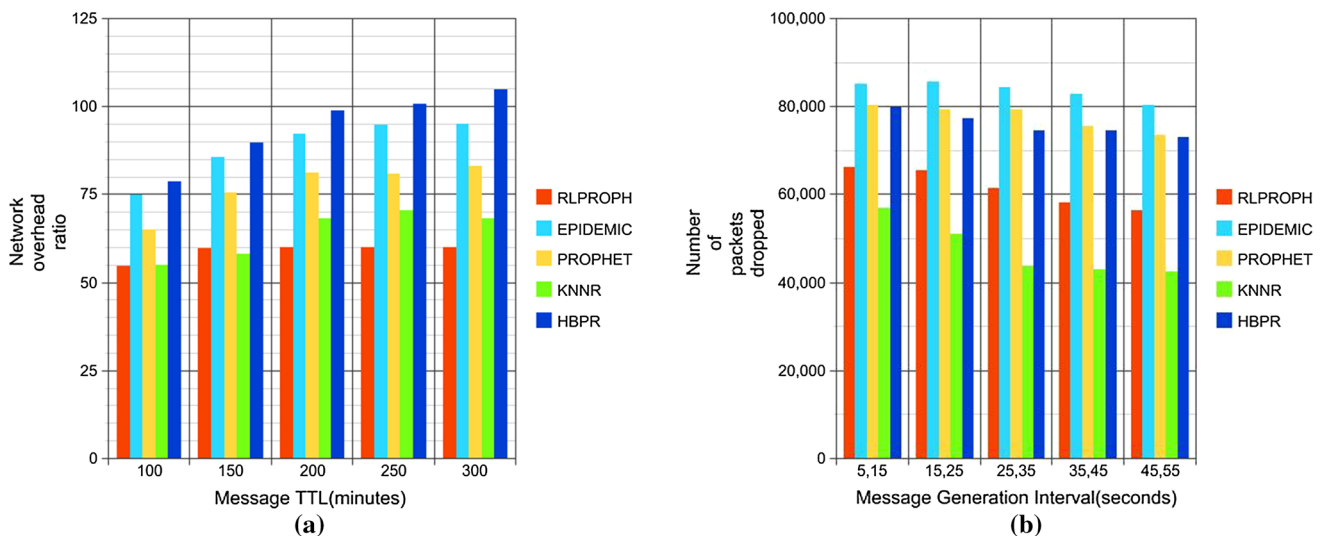 125
100
75
50
25
0
Network
overhead
ratio
100 150 200 250 300
Message TTL(minutes)
(a)
RLPROPH
EPIDEMIC
PROPHET
KNNR
HBPR
100,000
80,000
60,000
40,000
20,000
0
Number
of
packets
dropped
5,15 15,25 25,35 35,45 45,55
Message Generation Interval(seconds)
(b)
RLPROPH
EPIDEMIC
PROPHET
KNNR
HBPR